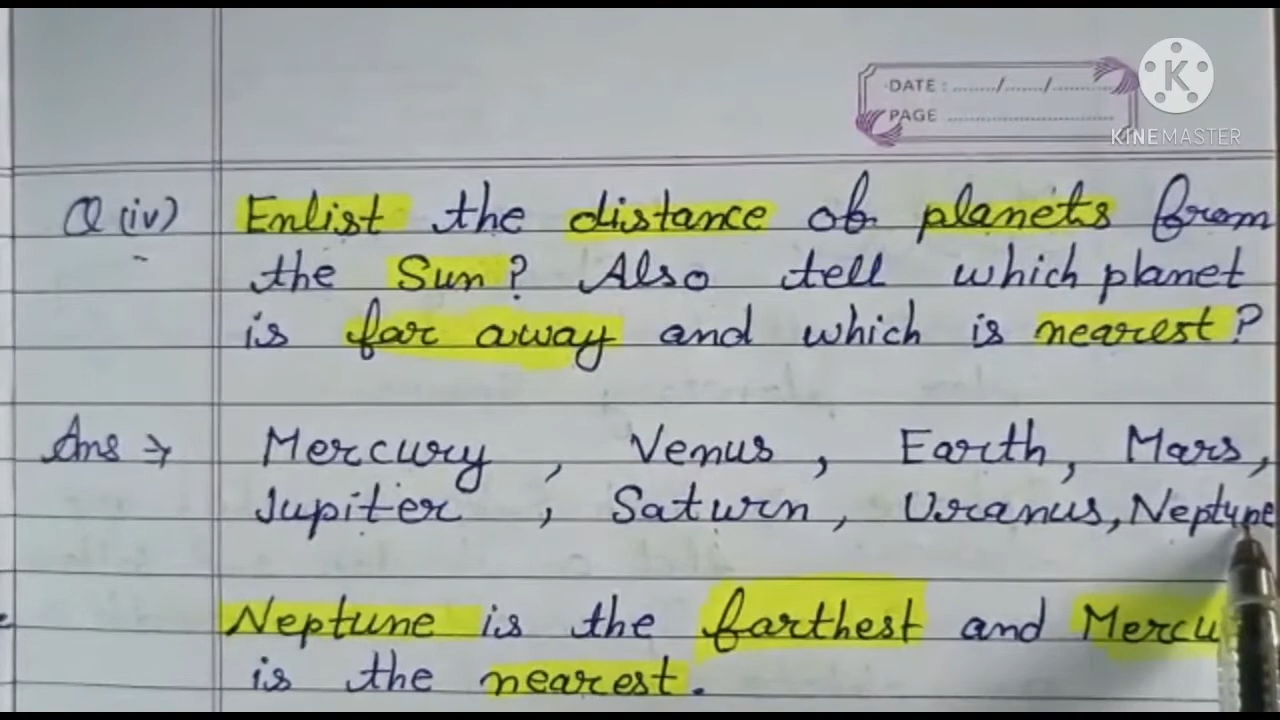 DATE : ......../......./...........
PAGE ..............................
KINEMASTER
Q (iv) Enlist the distance of planets from
the Sun? Also tell which planet
is far away and which is nearest?
Ans → Mercury, Venus, Earth, Mars,
Jupiter, Saturn, Uranus, Neptune
Neptune is the farthest and Mercu
is the nearest.